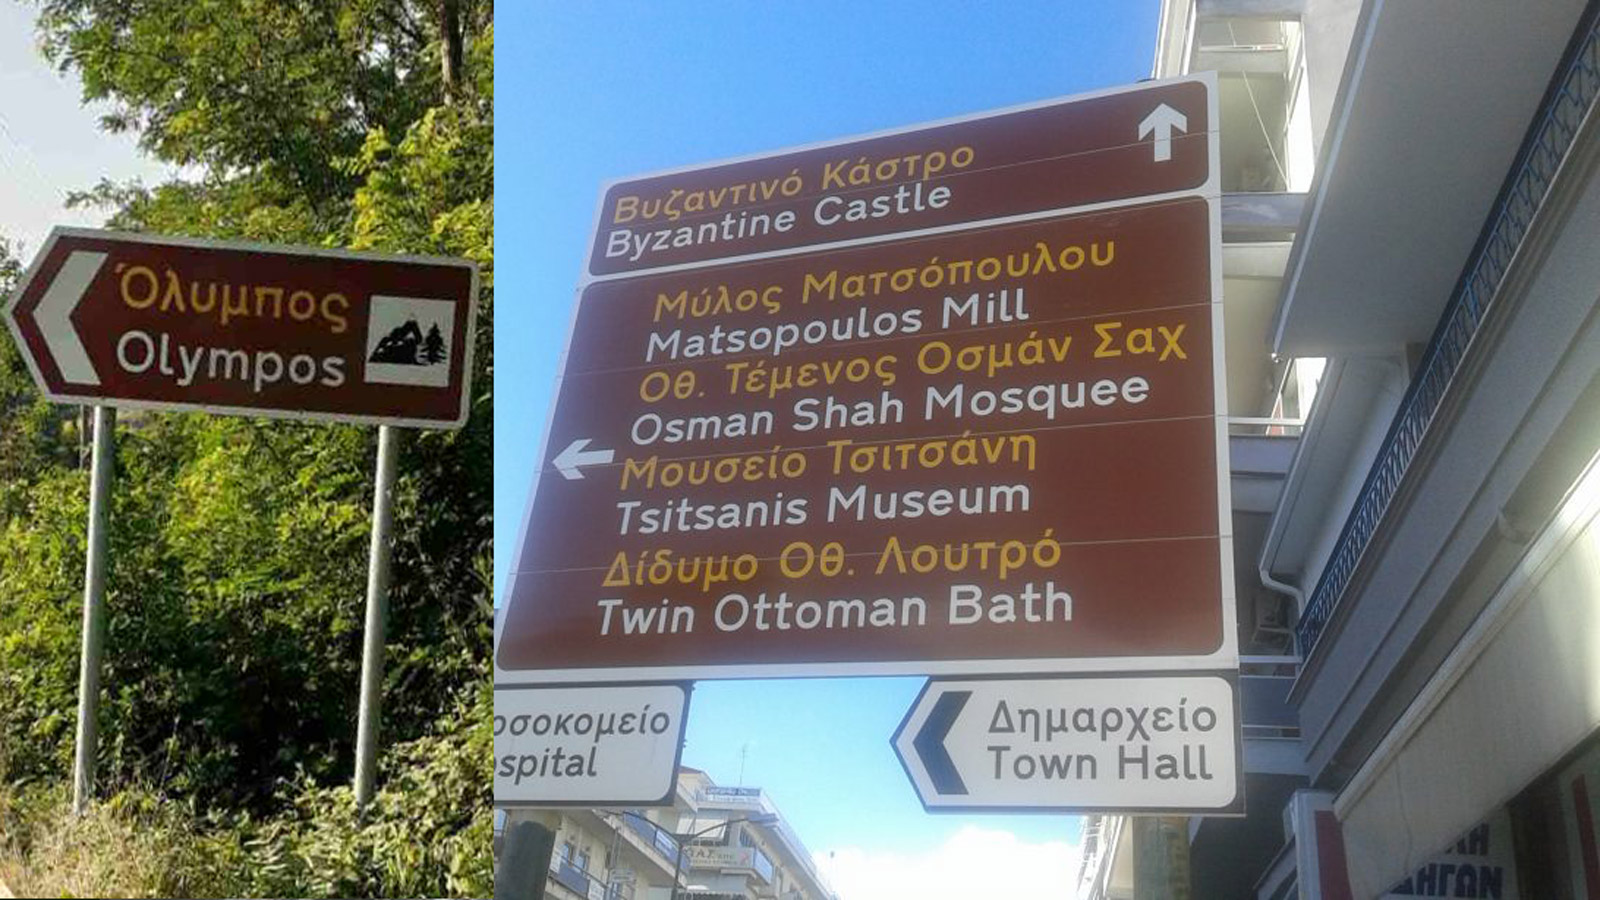 Όλυμπος
Olympos
Βυζαντινό Κάστρο
Byzantine Castle
Μύλος Ματσόπουλου
Matsopoulos Mill
Οθ. Τέμενος Οσμάν Σαχ
Osman Shah Mosquee
Μουσείο Τσιτσάνη
Tsitsanis Museum
Δίδυμο Οθ. Λουτρό
Twin Ottoman Bath
οσοκομείο
spital
Δημαρχείο
Town Hall